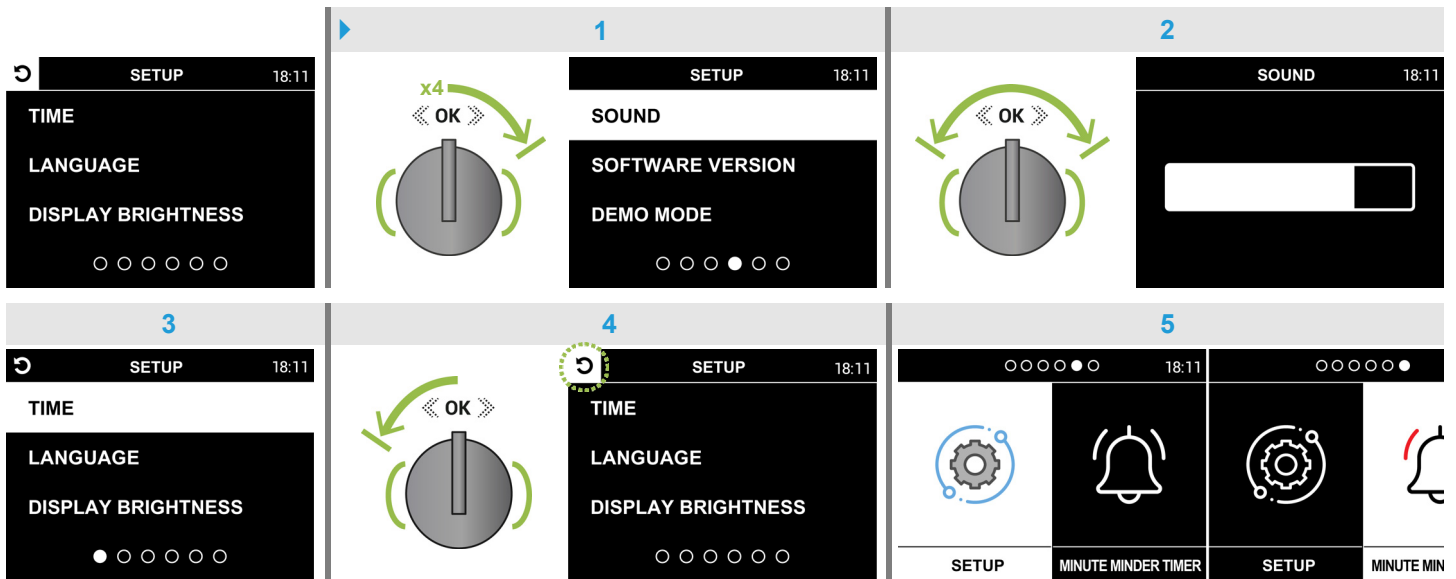 SETUP 18:11
TIME
LANGUAGE
DISPLAY BRIGHTNESS
1
x4
OK
SETUP 18:11
SOUND
SOFTWARE VERSION
DEMO MODE
2
OK
SOUND 18:11
3
SETUP 18:11
TIME
LANGUAGE
DISPLAY BRIGHTNESS
4
OK
SETUP 18:11
TIME
LANGUAGE
DISPLAY BRIGHTNESS
5
18:11
SETUP MINUTE MINDER TIMER
SETUP MINUTE MIN